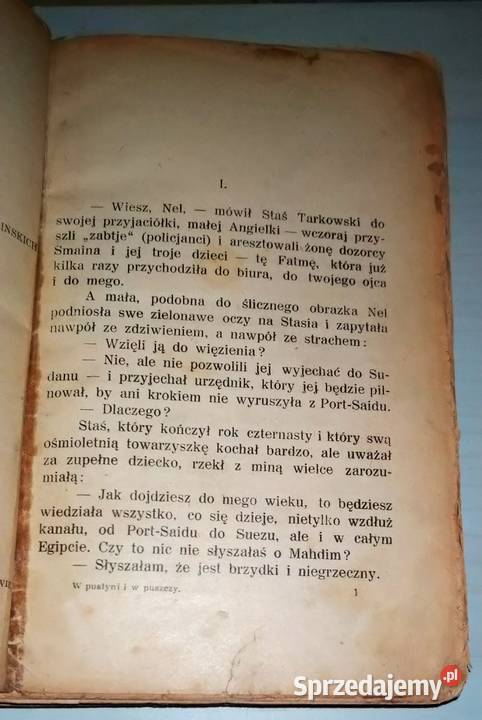 INSKICH
I.
— Wiesz, Nel, — mówił Staś Tarkowski do
swojej przyjaciółki, małej Angielki — wczoraj przy-
szli „zabtje" (policjanci) i aresztowali żonę dozorcy
Smaina i jej troje dzieci — tę Fatmę, która już
kilka razy przychodziła do biura, do twojego ojca
i do mego.
A mała, podobna do ślicznego obrazka Nel
podniosła swe zielonawe oczy na Stasia i zapytała
nawpół ze zdziwieniem, a nawpół ze strachem:
— Wzięli ją do więzienia?
— Nie, ale nie pozwolili jej wyjechać do Su-
danu — i przyjechał urzędnik, który jej będzie pil-
nował, by ani krokiem nie wyruszyła z Port-Saidu.
— Dlaczego?
Staś, który kończył rok czternasty i który swą
ośmioletnią towarzyszkę kochał bardzo, ale uważał
za zupełne dziecko, rzekł z miną wielce zarozu-
miałą:
— Jak dojdziesz do mego wieku, to będziesz
wiedziała wszystko, co się dzieje, nietylko wzdłuż
kanału, od Port-Saidu do Suezu, ale i w całym
Egipcie. Czy to nic nie słyszałaś o Mahdim?
— Słyszałam, że jest brzydki i niegrzeczny.
W pustyni i w puszczy.
1
Sprzedajemy.pl